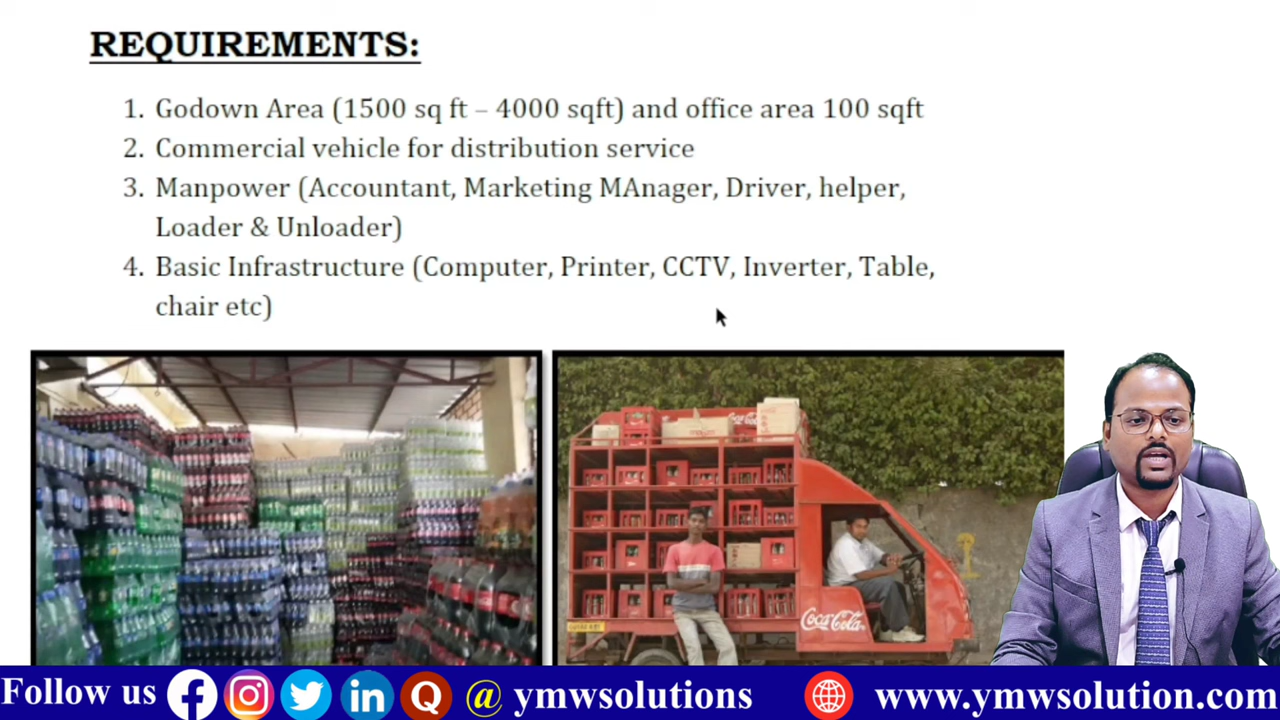 REQUIREMENTS:
1. Godown Area (1500 sq ft – 4000 sqft) and office area 100 sqft
2. Commercial vehicle for distribution service
3. Manpower (Accountant, Marketing MAnager, Driver, helper,
Loader & Unloader)
4. Basic Infrastructure (Computer, Printer, CCTV, Inverter, Table,
chair etc)
Coca-Cola
Coca-Cola
Follow us @ ymwsolutions www.ymwsolution.com